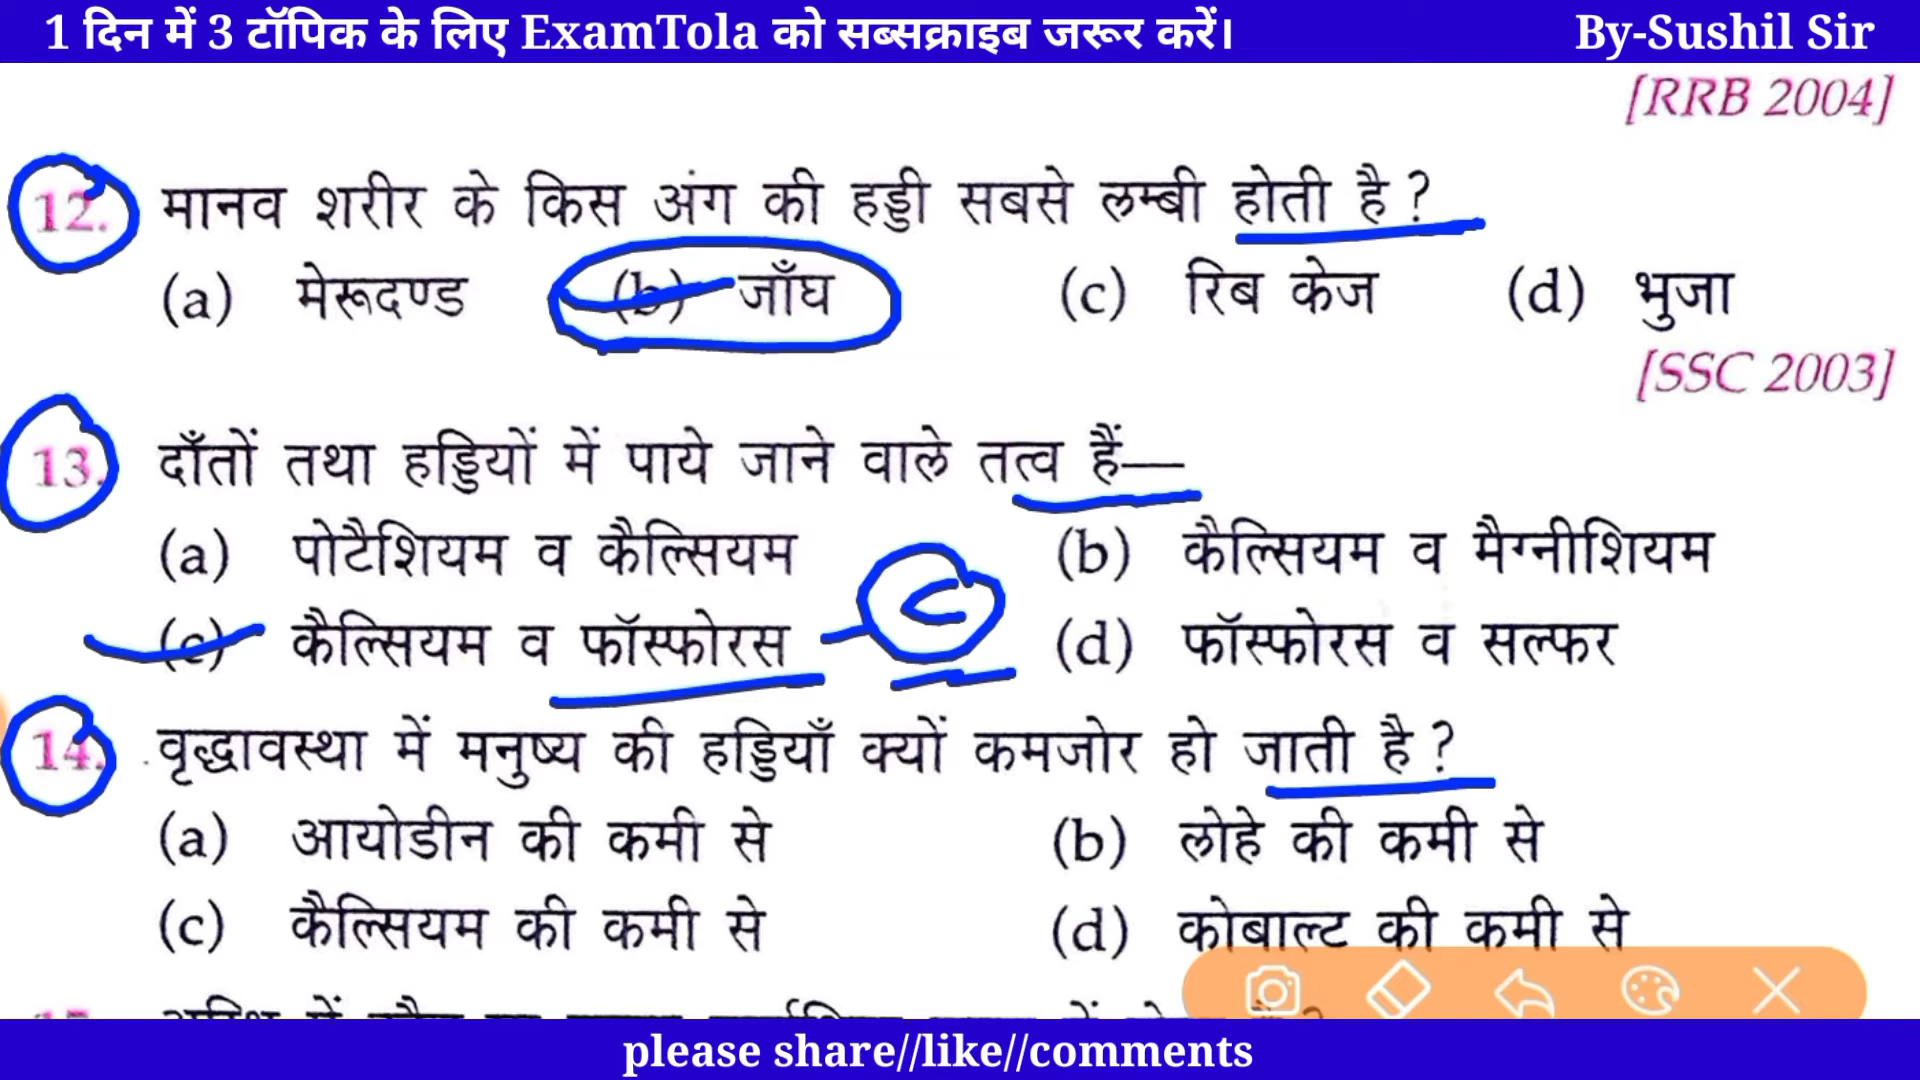 1 दिन में 3 टॉपिक के लिए ExamTola को सब्सक्राइब जरूर करें। By-Sushil Sir
[RRB 2004]
12. मानव शरीर के किस अंग की हड्डी सबसे लम्बी होती है ?
(a) मेरूदण्ड (b) जाँघ (c) रिब केज (d) भुजा
[SSC 2003]
13. दाँतों तथा हड्डियों में पाये जाने वाले तत्व हैं—
(a) पोटैशियम व कैल्सियम (b) कैल्सियम व मैग्नीशियम
(c) कैल्सियम व फॉस्फोरस C (d) फॉस्फोरस व सल्फर
14. वृद्धावस्था में मनुष्य की हड्डियाँ क्यों कमजोर हो जाती है ?
(a) आयोडीन की कमी से (b) लोहे की कमी से
(c) कैल्सियम की कमी से (d) कोबाल्ट की कमी से
please share//like//comments